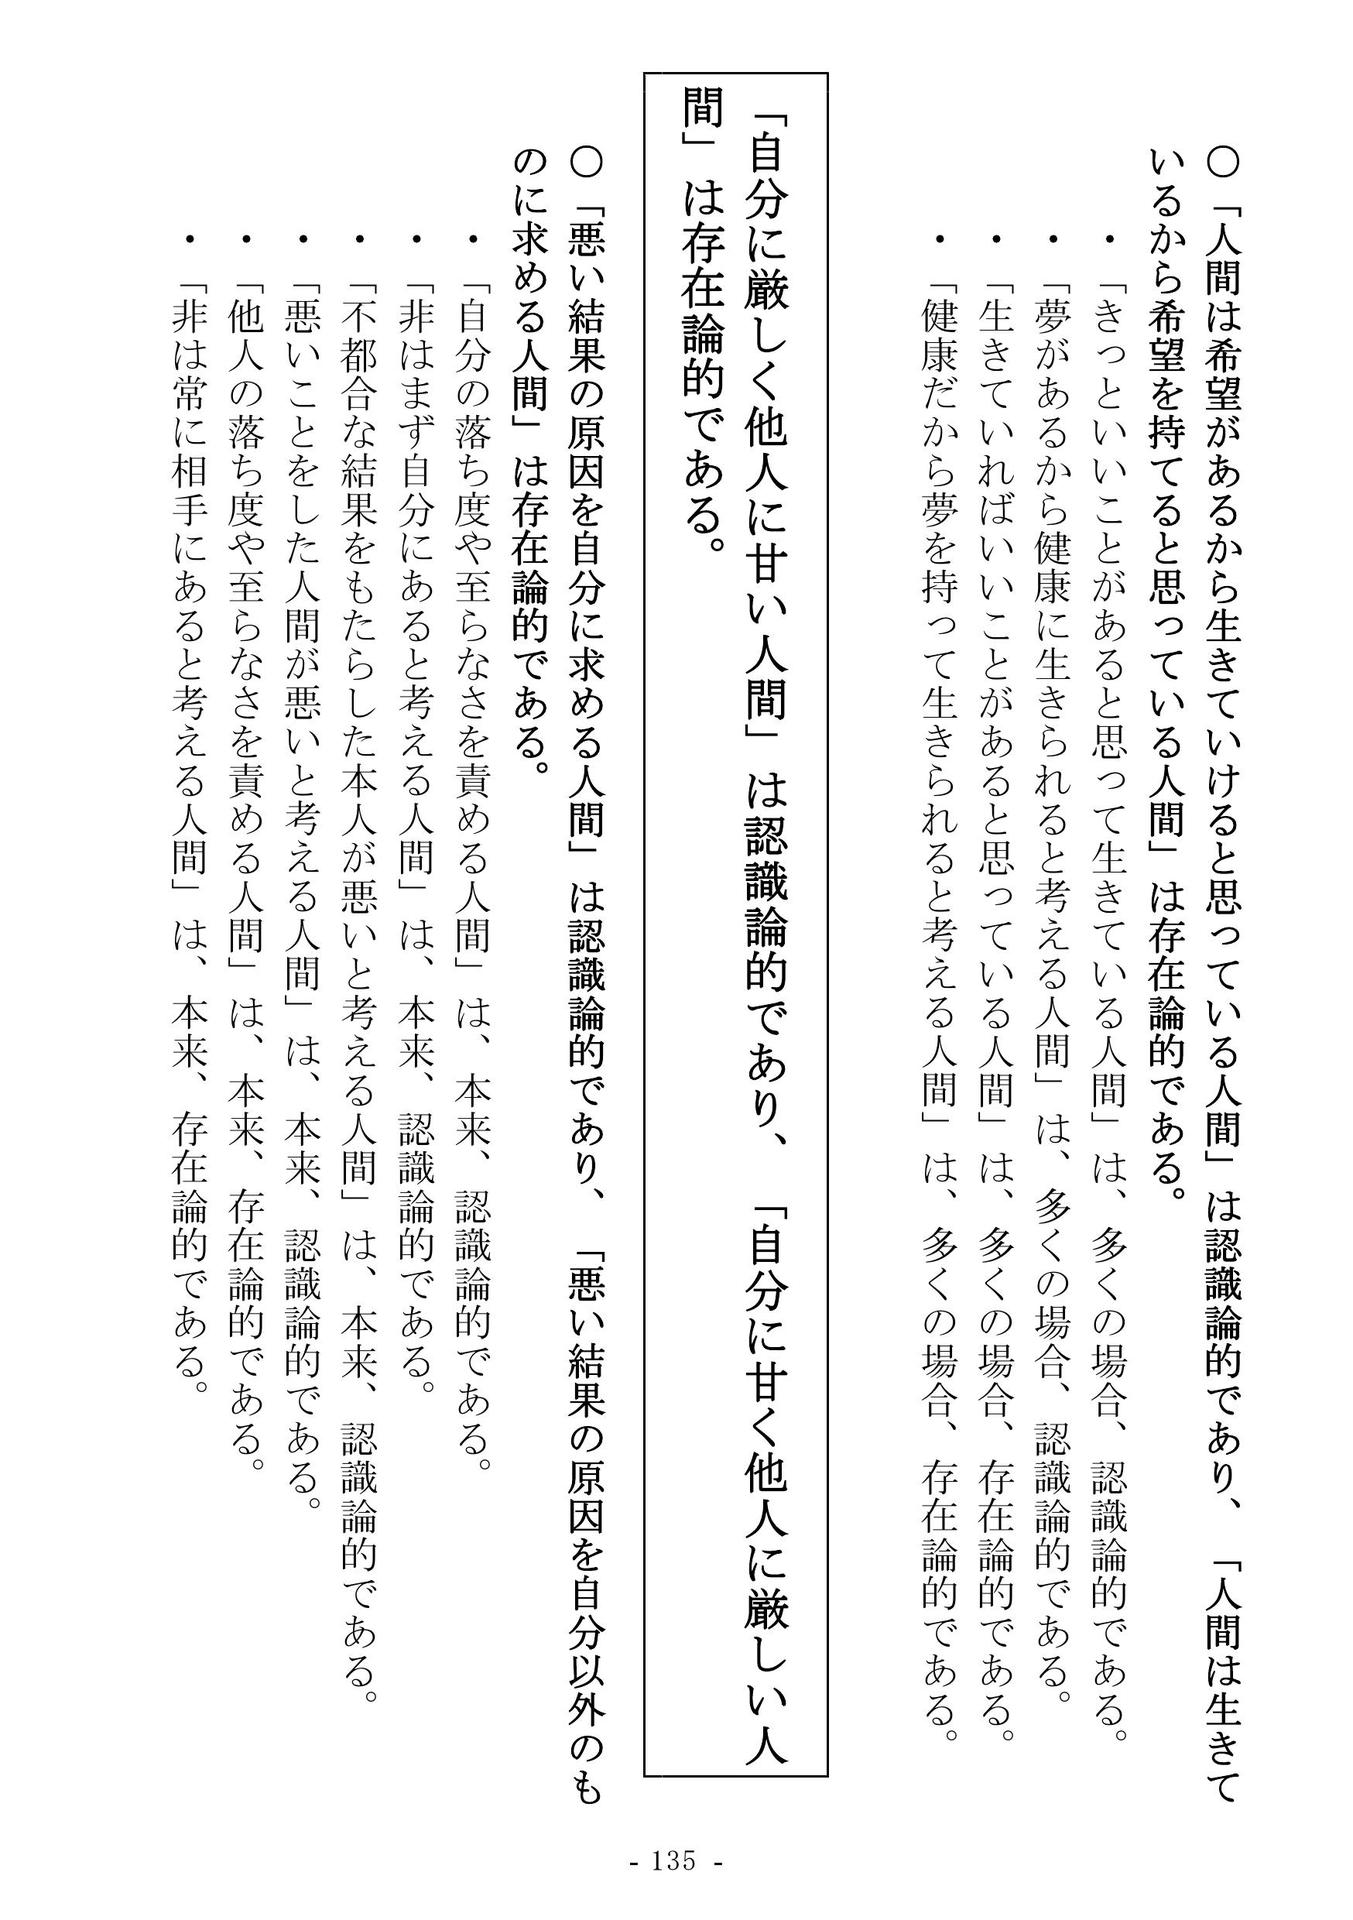 〇「人間は希望があるから生きていけると思っている人間」は認識論的であり、「人間は生きて
いるから希望を持てると思っている人間」は存在論的である。
・「きっといいことがあると思って生きている人間」は、多くの場合、認識論的である。
・「夢があるから健康に生きられると考える人間」は、多くの場合、認識論的である。
・「生きていればいいことがあると思っている人間」は、多くの場合、存在論的である。
・「健康だから夢を持って生きられると考える人間」は、多くの場合、存在論的である。
「自分に厳しく他人に甘い人間」は認識論的であり、「自分に甘く他人に厳しい人
間」は存在論的である。
〇「悪い結果の原因を自分に求める人間」は認識論的であり、「悪い結果の原因を自分以外のも
のに求める人間」は存在論的である。
・「自分の落ち度や至らなさを責める人間」は、本来、認識論的である。
・「非はまず自分にあると考える人間」は、本来、認識論的である。
・「不都合な結果をもたらした本人が悪いと考える人間」は、本来、認識論的である。
・「悪いことをした人間が悪いと考える人間」は、本来、認識論的である。
・「他人の落ち度や至らなさを責める人間」は、本来、存在論的である。
・「非は常に相手にあると考える人間」は、本来、存在論的である。
- 135 -